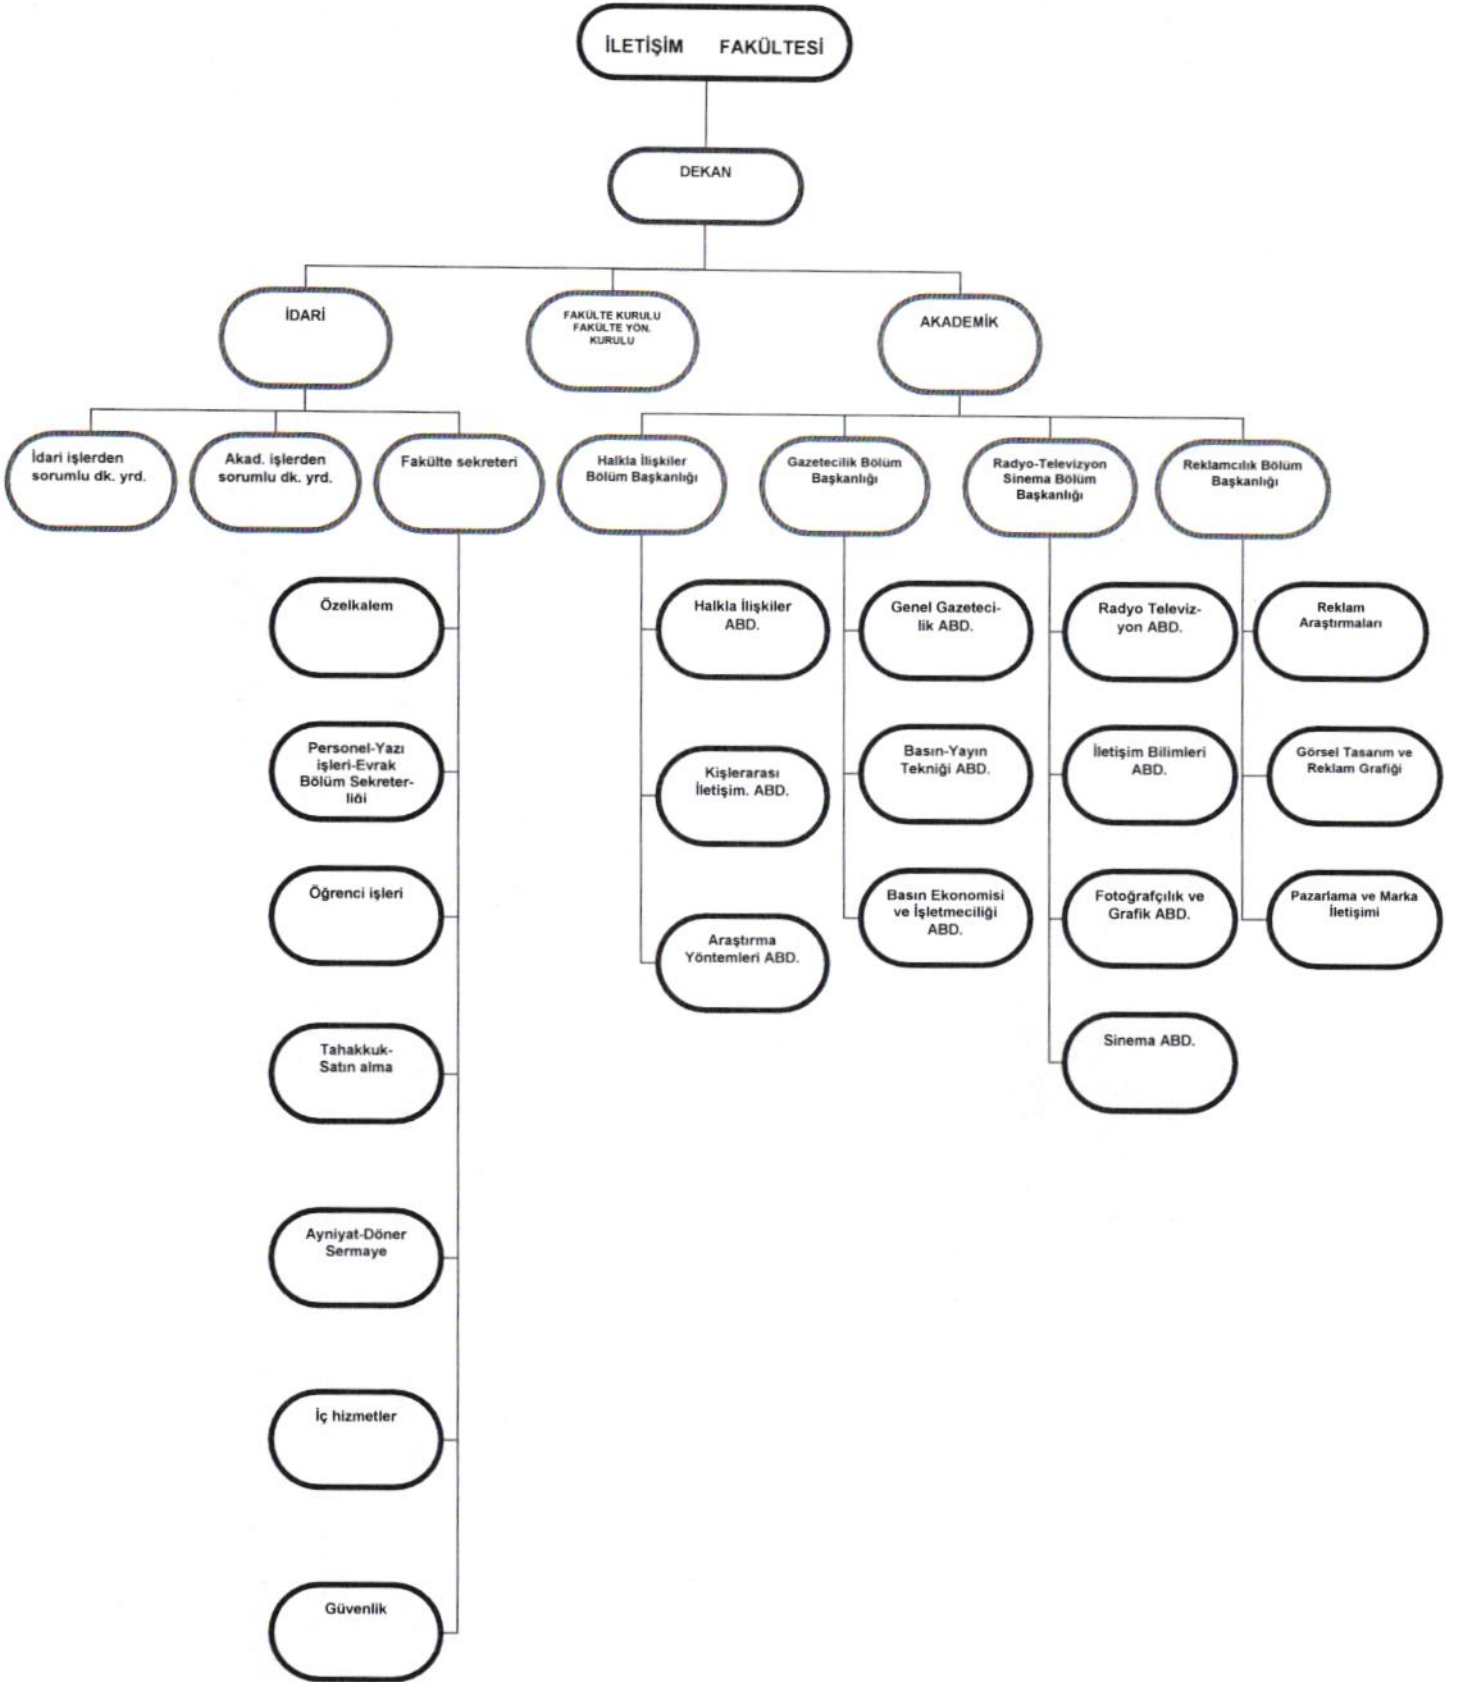 İLETİŞİM FAKÜLTESİ
DEKAN
İDARİ
FAKÜLTE KURULU
FAKÜLTE YÖN.
KURULU
AKADEMİK
İdari işlerden
sorumlu dk. yrd.
Akad. işlerden
sorumlu dk. yrd.
Fakülte sekreteri
Halkla İlişkiler
Bölüm Başkanlığı
Gazetecilik Bölüm
Başkanlığı
Radyo-Televizyon
Sinema Bölüm
Başkanlığı
Reklamcılık Bölüm
Başkanlığı
Özelkalem
Personel-Yazı
işleri-Evrak
Bölüm Sekreter-
liği
Öğrenci işleri
Tahakkuk-
Satın alma
Ayniyat-Döner
Sermaye
İç hizmetler
Güvenlik
Halkla İlişkiler
ABD.
Kişlerarası
İletişim. ABD.
Araştırma
Yöntemleri ABD.
Genel Gazeteci-
lik ABD.
Basın-Yayın
Tekniği ABD.
Basın Ekonomisi
ve İşletmeciliği
ABD.
Radyo Televiz-
yon ABD.
İletişim Bilimleri
ABD.
Fotoğrafçılık ve
Grafik ABD.
Sinema ABD.
Reklam
Araştırmaları
Görsel Tasarım ve
Reklam Grafiği
Pazarlama ve Marka
İletişimi